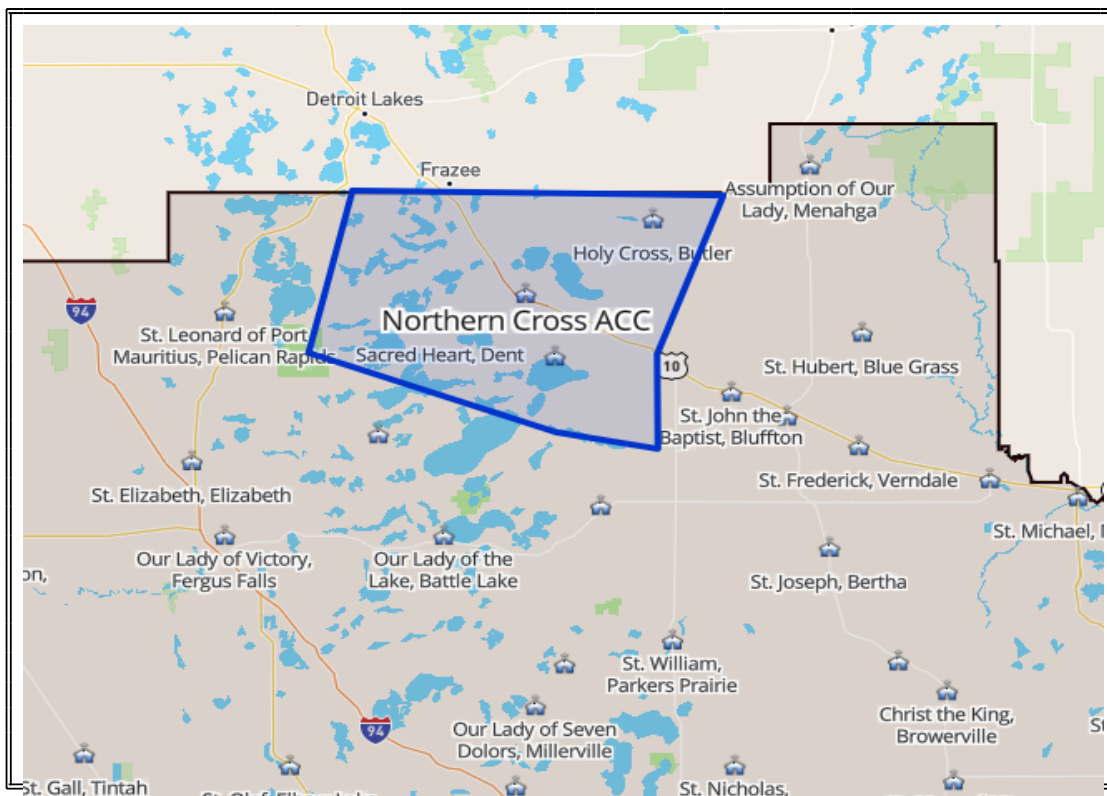 Detroit Lakes
Frazee
Assumption of Our
Lady, Menahga
Holy Cross, Butler
94
Northern Cross ACC
St. Leonard of Port
Mauritius, Pelican Rapids
Sacred Heart, Dent
10
St. Hubert, Blue Grass
St. John the
Baptist, Bluffton
St. Frederick, Verndale
St. Elizabeth, Elizabeth
St. Michael,
Our Lady of Victory,
Fergus Falls
Our Lady of the
Lake, Battle Lake
on,
St. Joseph, Bertha
St. William,
Parkers Prairie
Christ the King,
Browerville
94
Our Lady of Seven
Dolors, Millerville
St. Gall, Tintah
St. Nicholas,